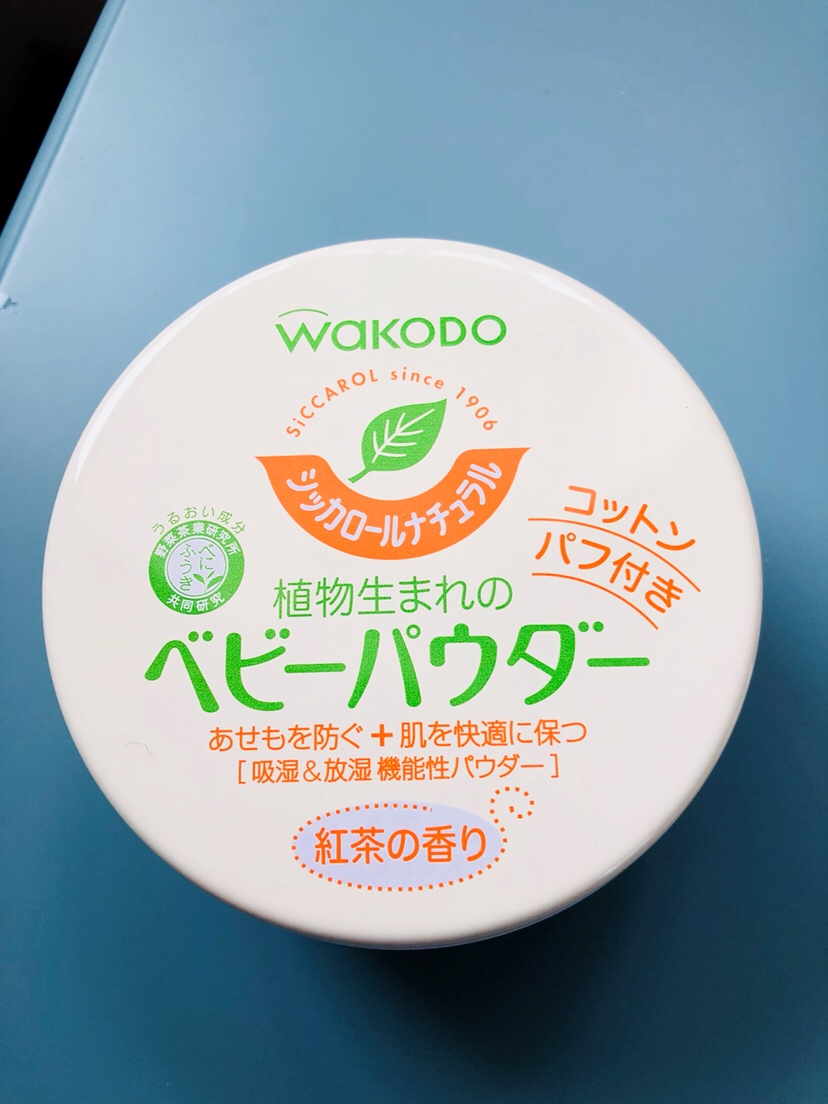 WAKODO
SiCCAROL since 1906
シッカロールナチュラル
コットン
パフ付き
うるおい成分
野菜茶業研究所
べに
ふうき
共同研究
植物生まれの
ベビーパウダー
あせもを防ぐ+肌を快適に保つ
[吸湿&放湿 機能性パウダー]
紅茶の香り